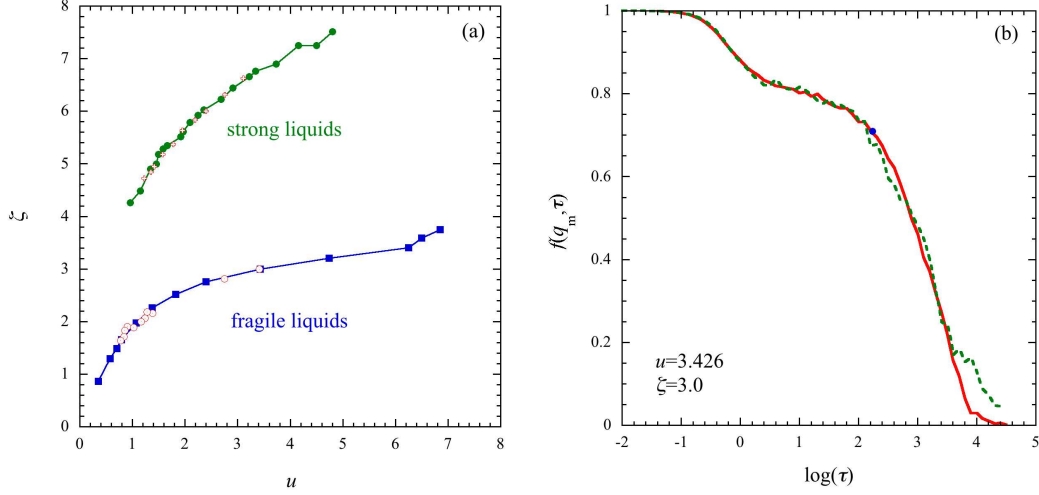 (a)
8
7
6
5
4
3
2
1
0
ζ
strong liquids
fragile liquids
0 1 2 3 4 5 6 7 8
u
(b)
1
0.8
0.6
0.4
0.2
0
f(q_m,τ)
u=3.426
ζ=3.0
-2 -1 0 1 2 3 4 5
log(τ)